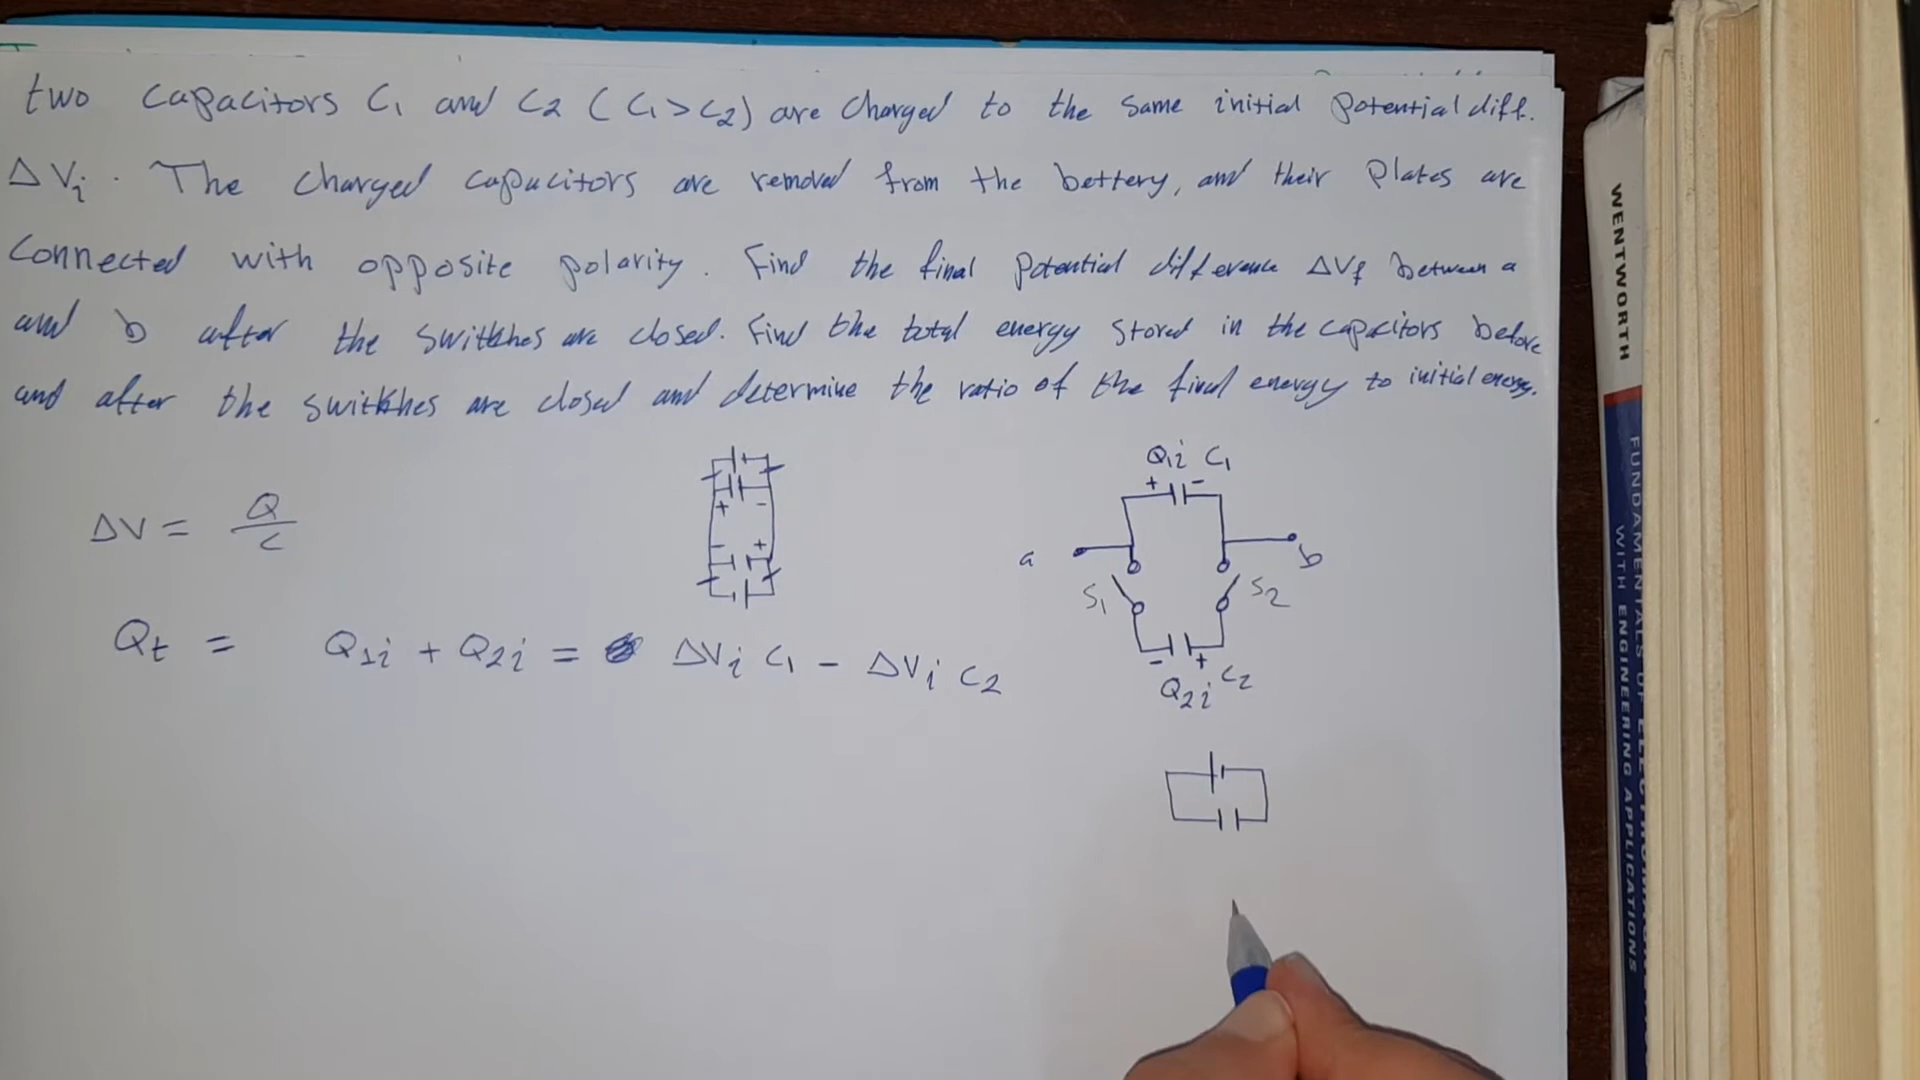 two capacitors C1 and C2 (C1>C2) are charged to the same initial potential diff.
ΔVi. The charged capacitors are removed from the bettery, and their plates are
Connected with opposite polarity. Find the final potential difference ΔVf between a
and b after the switches are closed. Find the total energy stored in the capacitors before
and after the switches are closed and determine the ratio of the final energy to initial energy.
Q1i C1
+ -
+ -
- +
ΔV = Q/C
a
b
S1
S2
Qt = Q1i + Q2i = ΔVi C1 - ΔVi C2
- +
Q2i C2
WENTWORTH
FUNDAMENTALS OF
WITH ENGINEERING APPLICATIONS